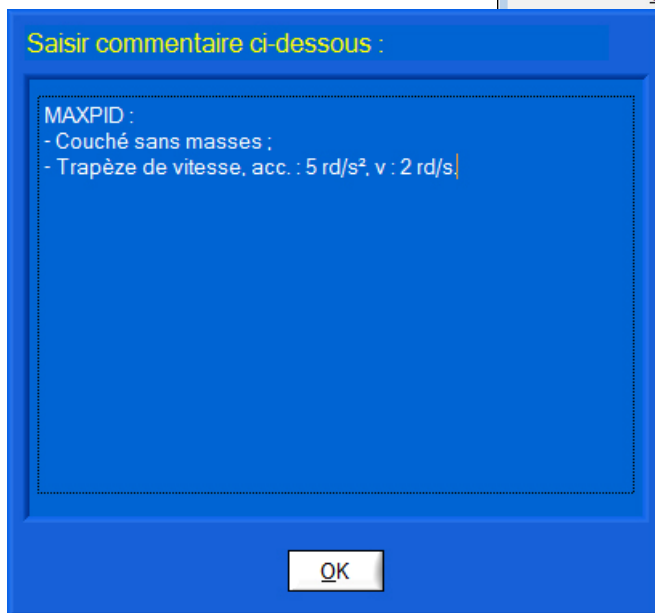 Saisir commentaire ci-dessous :
MAXPID :
- Couché sans masses ;
- Trapèze de vitesse, acc. : 5 rd/s², v : 2 rd/s.
OK